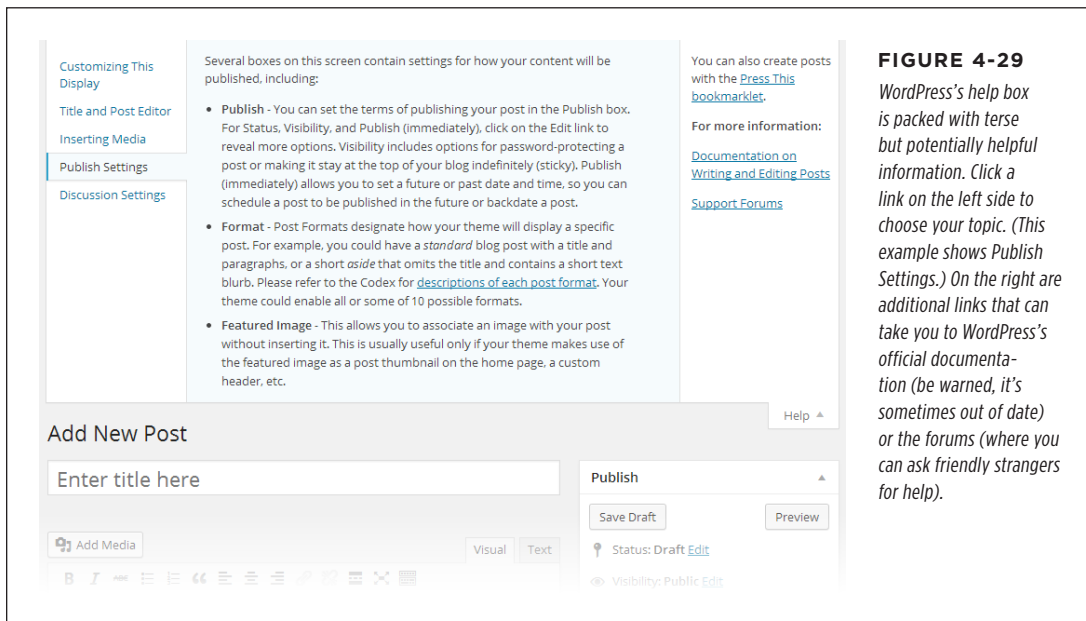 Customizing This
Display
Title and Post Editor
Inserting Media
Publish Settings
Discussion Settings
Several boxes on this screen contain settings for how your content will be
published, including:
• Publish - You can set the terms of publishing your post in the Publish box.
For Status, Visibility, and Publish (immediately), click on the Edit link to
reveal more options. Visibility includes options for password-protecting a
post or making it stay at the top of your blog indefinitely (sticky). Publish
(immediately) allows you to set a future or past date and time, so you can
schedule a post to be published in the future or backdate a post.
• Format - Post Formats designate how your theme will display a specific
post. For example, you could have a standard blog post with a title and
paragraphs, or a short aside that omits the title and contains a short text
blurb. Please refer to the Codex for descriptions of each post format. Your
theme could enable all or some of 10 possible formats.
• Featured Image - This allows you to associate an image with your post
without inserting it. This is usually useful only if your theme makes use of
the featured image as a post thumbnail on the home page, a custom
header, etc.
You can also create posts
with the Press This
bookmarklet.
For more information:
Documentation on
Writing and Editing Posts
Support Forums
Help
Add New Post
Enter title here
Add Media
Visual Text
B I ABC
Publish
Save Draft Preview
Status: Draft Edit
Visibility: Public Edit
FIGURE 4-29
WordPress's help box
is packed with terse
but potentially helpful
information. Click a
link on the left side to
choose your topic. (This
example shows Publish
Settings.) On the right are
additional links that can
take you to WordPress's
official documenta-
tion (be warned, it's
sometimes out of date)
or the forums (where you
can ask friendly strangers
for help).